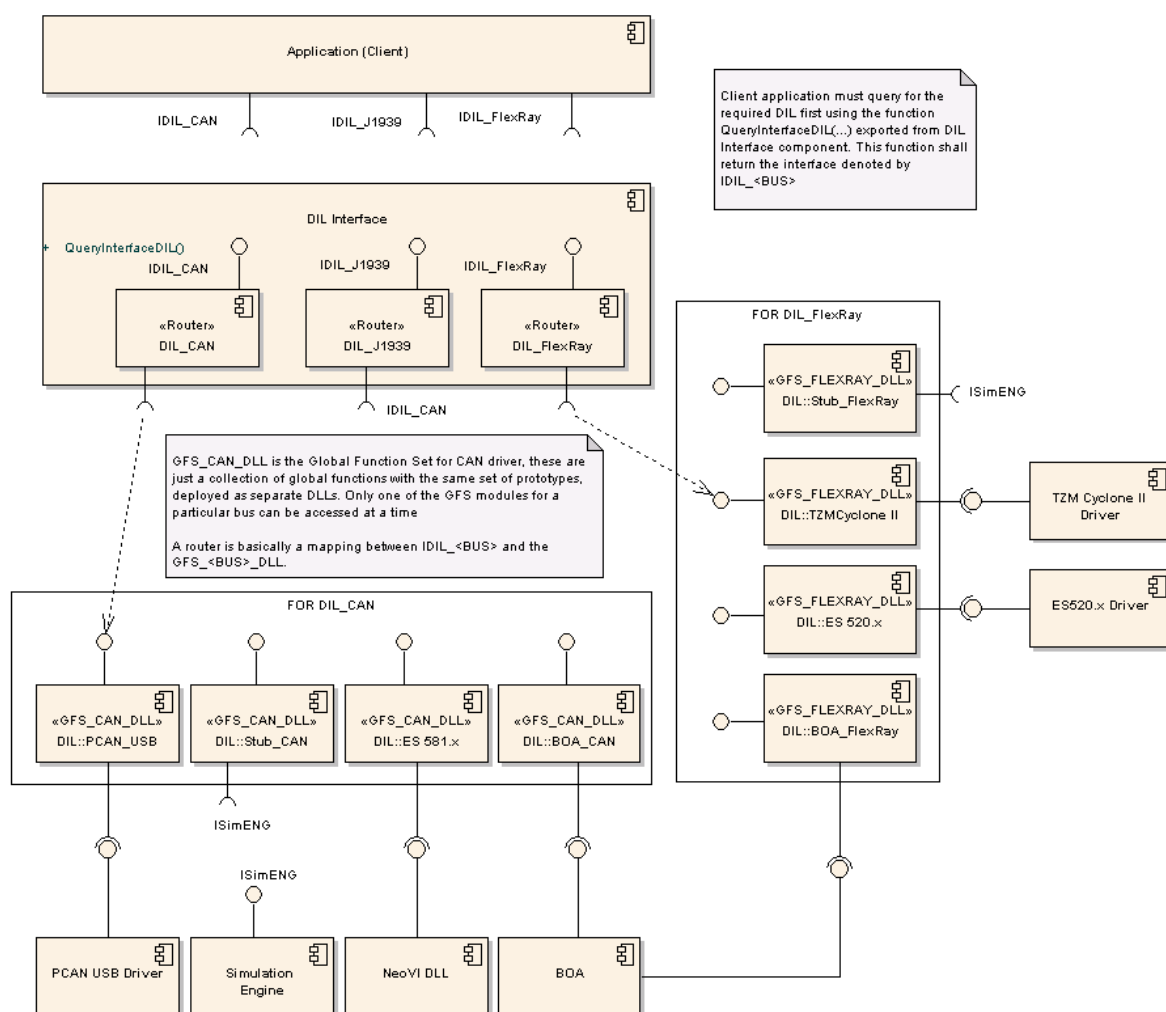 Application (Client)
IDIL_CAN
IDIL_J1939
IDIL_FlexRay
Client application must query for the
required DIL first using the function
QueryInterfaceDIL(...) exported from DIL
Interface component. This function shall
return the interface denoted by
IDIL_<BUS>
DIL Interface
+ QueryInterfaceDIL()
IDIL_CAN
IDIL_J1939
IDIL_FlexRay
«Router»
DIL_CAN
«Router»
DIL_J1939
«Router»
DIL_FlexRay
IDIL_CAN
GFS_CAN_DLL is the Global Function Set for CAN driver, these are
just a collection of global functions with the same set of prototypes,
deployed as separate DLLs. Only one of the GFS modules for a
particular bus can be accessed at a time
A router is basically a mapping between IDIL_<BUS> and the
GFS_<BUS>_DLL.
FOR DIL_FlexRay
«GFS_FLEXRAY_DLL»
DIL::Stub_FlexRay
ISimENG
«GFS_FLEXRAY_DLL»
DIL::TZMCyclone II
TZM Cyclone II
Driver
«GFS_FLEXRAY_DLL»
DIL::ES 520.x
ES520.x Driver
«GFS_FLEXRAY_DLL»
DIL::BOA_FlexRay
FOR DIL_CAN
«GFS_CAN_DLL»
DIL::PCAN_USB
«GFS_CAN_DLL»
DIL::Stub_CAN
«GFS_CAN_DLL»
DIL::ES 581.x
«GFS_CAN_DLL»
DIL::BOA_CAN
ISimENG
ISimENG
PCAN USB Driver
Simulation
Engine
NeoVI DLL
BOA